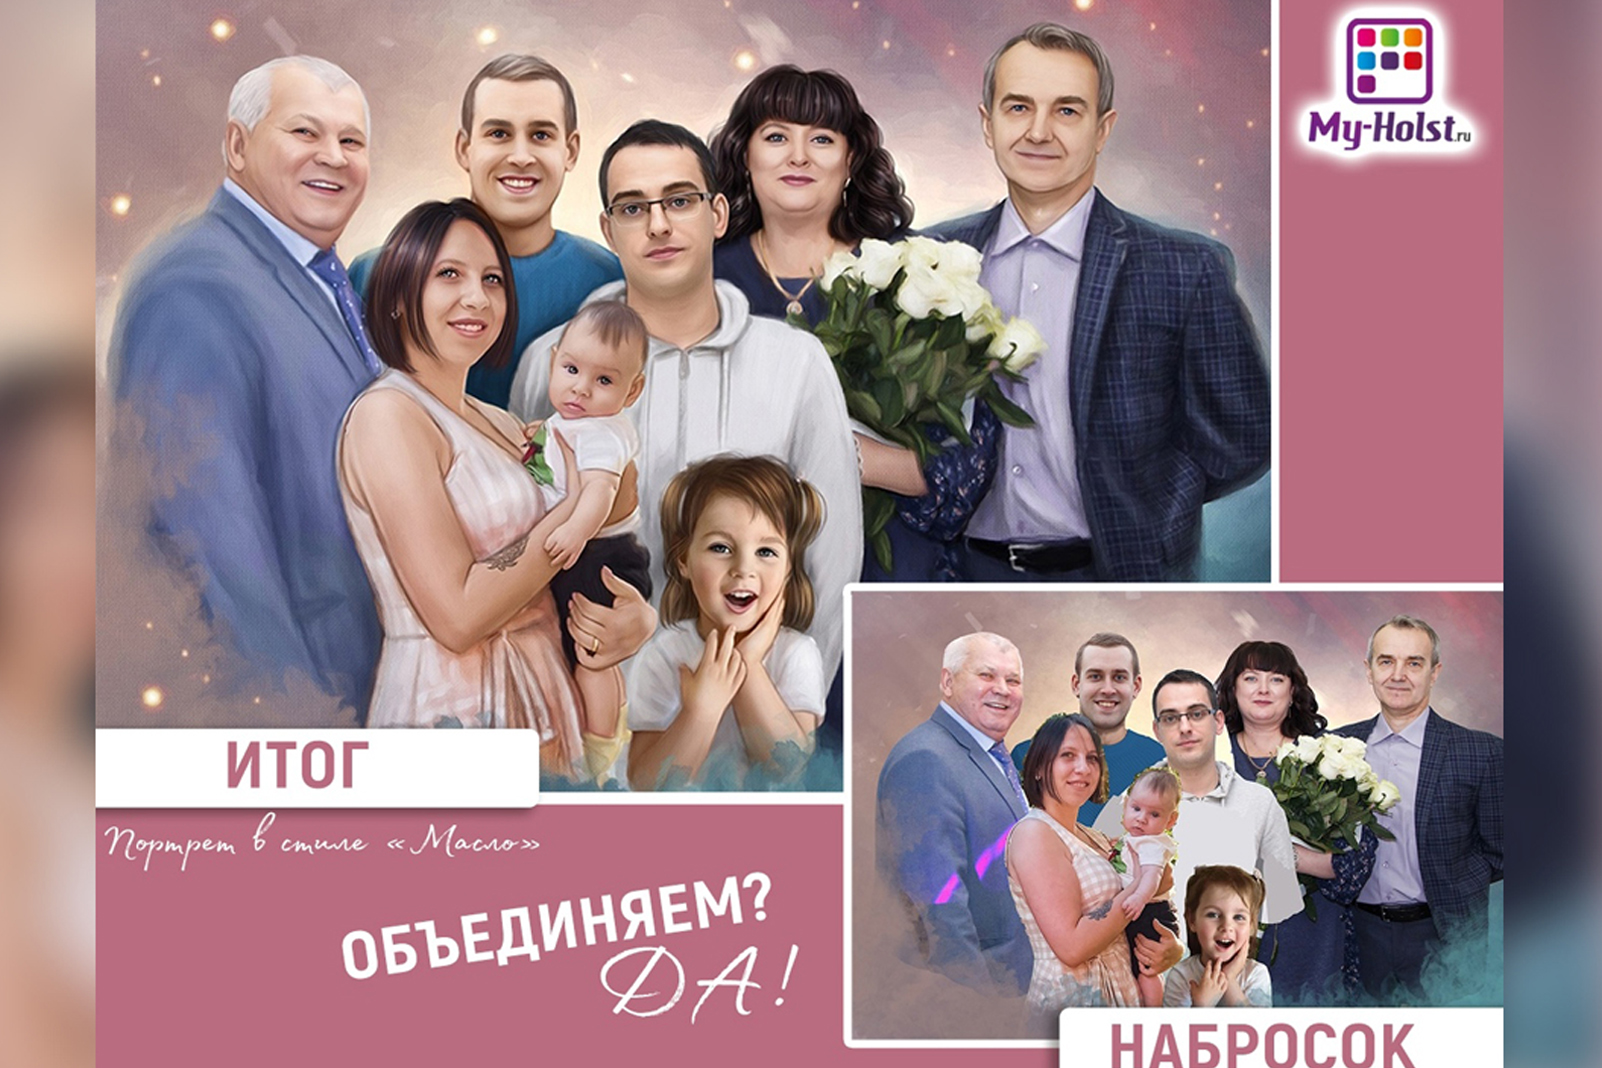 My-Holst.ru
ИТОГ
Портрет в стиле «Масло»
ОБЪЕДИНЯЕМ?
ДА!
НАБРОСОК